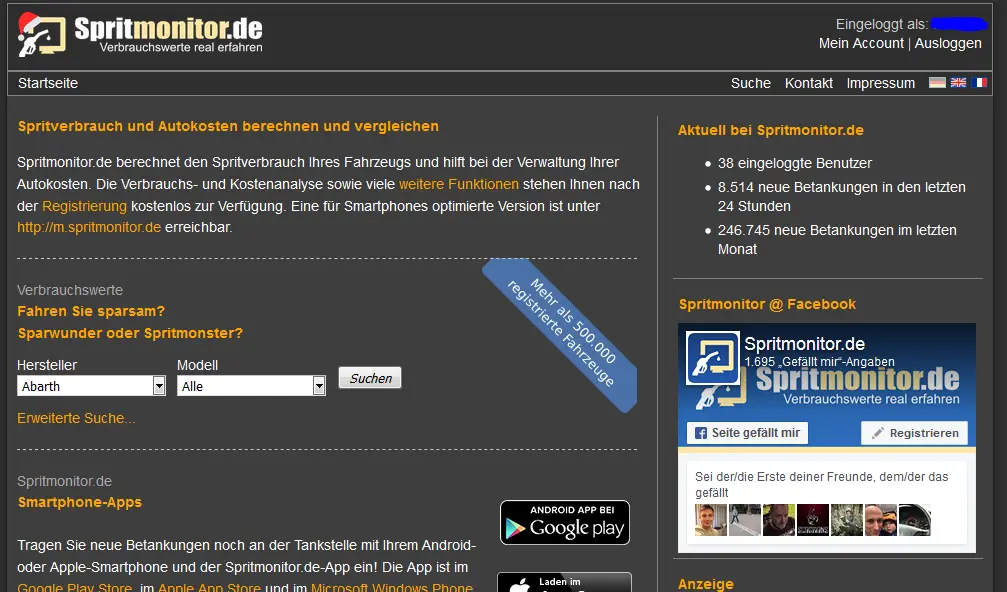 Spritmonitor.de
Verbrauchswerte real erfahren
Eingeloggt als:
Mein Account | Ausloggen
Startseite
Suche Kontakt Impressum
Spritverbrauch und Autokosten berechnen und vergleichen
Spritmonitor.de berechnet den Spritverbrauch Ihres Fahrzeugs und hilft bei der Verwaltung Ihrer
Autokosten. Die Verbrauchs- und Kostenanalyse sowie viele weitere Funktionen stehen Ihnen nach
der Registrierung kostenlos zur Verfügung. Eine für Smartphones optimierte Version ist unter
http://m.spritmonitor.de erreichbar.
Verbrauchswerte
Fahren Sie sparsam?
Sparwunder oder Spritmonster?
Mehr als 500.000
registrierte Fahrzeuge
Hersteller Modell
Abarth Alle Suchen
Erweiterte Suche...
Spritmonitor.de
Smartphone-Apps
Tragen Sie neue Betankungen noch an der Tankstelle mit Ihrem Android-
oder Apple-Smartphone und der Spritmonitor.de-App ein! Die App ist im
Google Play Store, im Apple App Store und im Microsoft Windows Phone
ANDROID APP BEI
Google play
Laden im
Aktuell bei Spritmonitor.de
38 eingeloggte Benutzer
8.514 neue Betankungen in den letzten
24 Stunden
246.745 neue Betankungen im letzten
Monat
Spritmonitor @ Facebook
Spritmonitor.de
1.695 „Gefällt mir“-Angaben
Spritmonitor.de
Verbrauchswerte real erfahren
Seite gefällt mir Registrieren
Sei der/die Erste deiner Freunde, dem/der das
gefällt
Anzeige